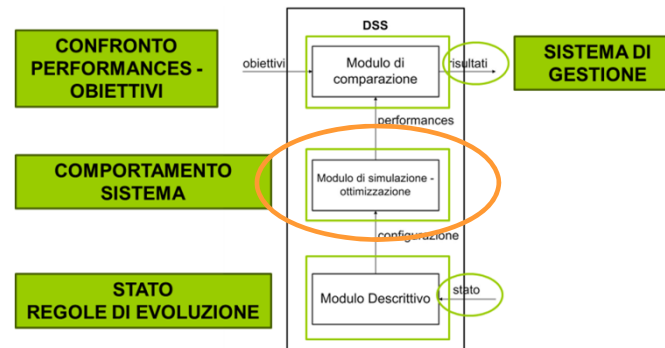 DSS
CONFRONTO
PERFORMANCES -
OBIETTIVI
obiettivi
Modulo di
comparazione
risultati
SISTEMA DI
GESTIONE
performances
COMPORTAMENTO
SISTEMA
Modulo di simulazione -
ottimizzazione
configurazione
STATO
REGOLE DI EVOLUZIONE
Modulo Descrittivo
stato